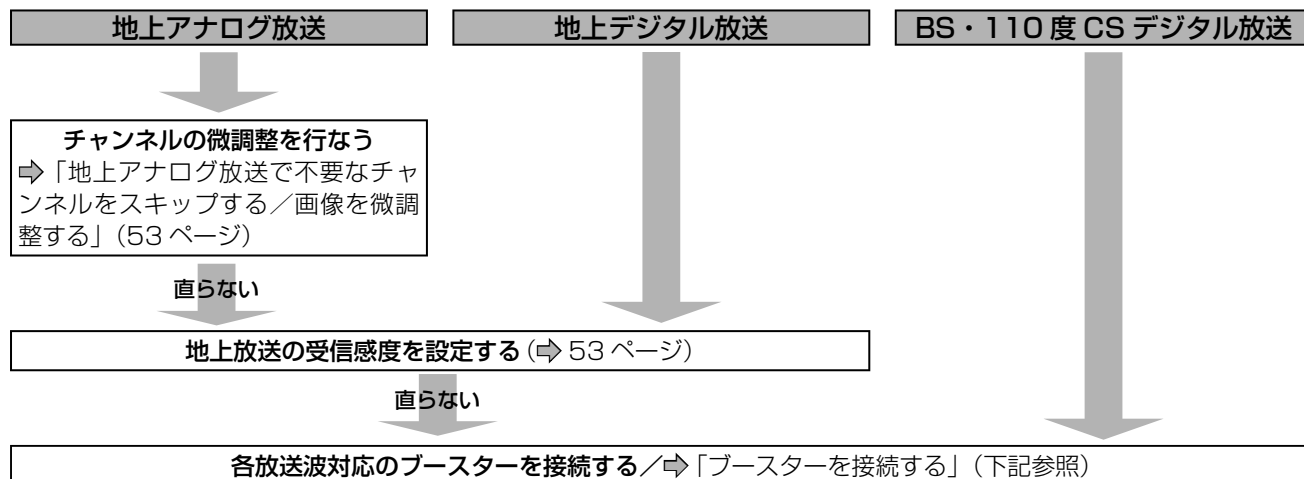 地上アナログ放送
地上デジタル放送
BS・110度CSデジタル放送
チャンネルの微調整を行なう
⇨「地上アナログ放送で不要なチャ
ンネルをスキップする/画像を微調
整する」(53ページ)
直らない
地上放送の受信感度を設定する(⇨53ページ)
直らない
各放送波対応のブースターを接続する/⇨「ブースターを接続する」(下記参照)